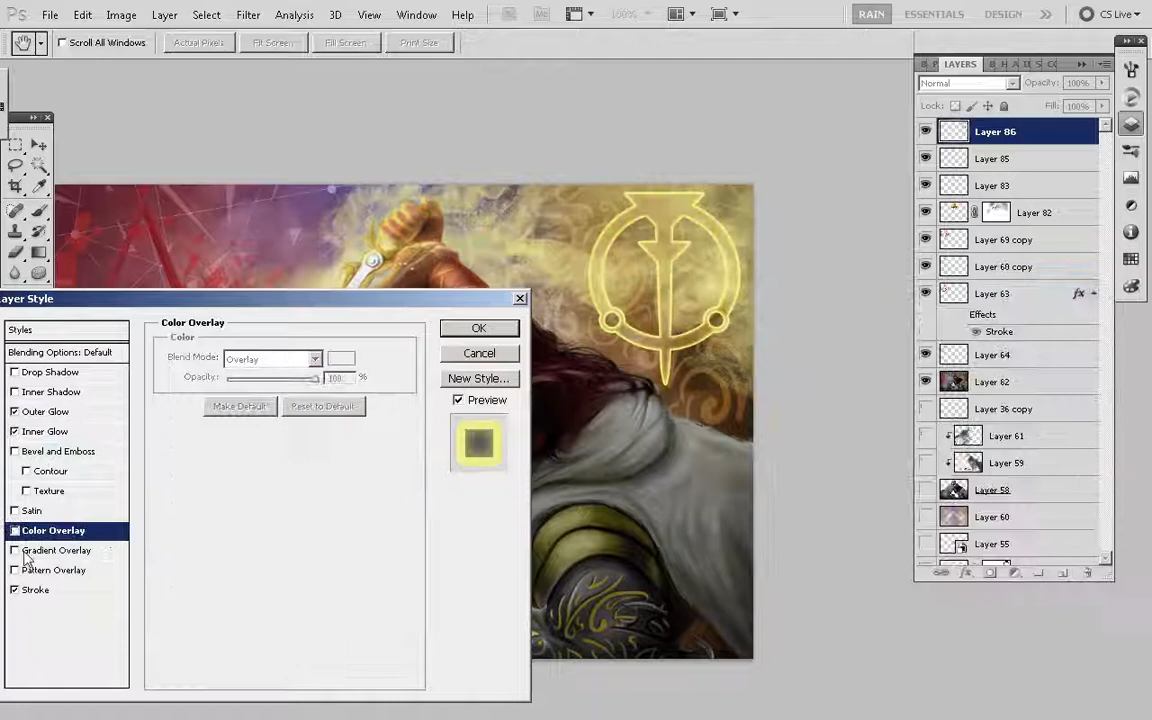 Ps File Edit Image Layer Select Filter Analysis 3D View Window Help Mb 100% RAIN ESSENTIALS DESIGN CS Live
Scroll All Windows Actual Pixels Fit Screen Fill Screen Print Size
LAYERS
Normal Opacity: 100%
Lock: Fill: 100%
Layer 86
Layer 85
Layer 83
Layer 82
Layer 69 copy
Layer 60 copy
Layer 63 fx
Effects
Stroke
Layer 64
Layer 62
Layer 36 copy
Layer 61
Layer 59
Layer 58
Layer 60
Layer 55
ayer Style
Styles
Blending Options: Default
Drop Shadow
Inner Shadow
Outer Glow
Inner Glow
Bevel and Emboss
Contour
Texture
Satin
Color Overlay
Gradient Overlay
Pattern Overlay
Stroke
Color Overlay
Color
Blend Mode: Overlay
Opacity: 100 %
Make Default Reset to Default
OK
Cancel
New Style...
Preview